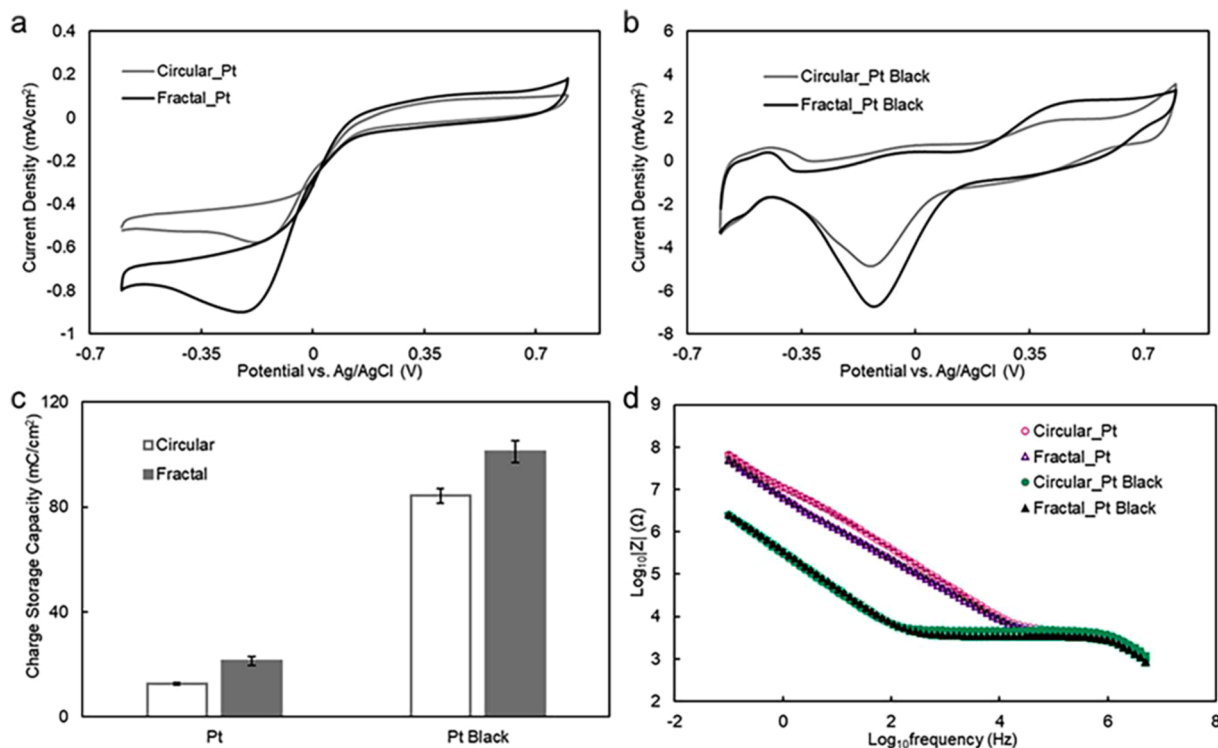 a
0.4
0.2
0
-0.2
-0.4
-0.6
-0.8
-1
Current Density (mA/cm²)
Circular_Pt
Fractal_Pt
-0.7
-0.35
0
0.35
0.7
Potential vs. Ag/AgCl (V)
b
6
4
2
0
-2
-4
-6
-8
Current Density (mA/cm²)
Circular_Pt Black
Fractal_Pt Black
-0.7
-0.35
0
0.35
0.7
Potential vs. Ag/AgCl (V)
c
120
80
40
0
Charge Storage Capacity (mC/cm²)
Circular
Fractal
Pt
Pt Black
d
9
8
7
6
5
4
3
2
Log₁₀|Z| (Ω)
Circular_Pt
Fractal_Pt
Circular_Pt Black
Fractal_Pt Black
-2
0
2
4
6
8
Log₁₀frequency (Hz)